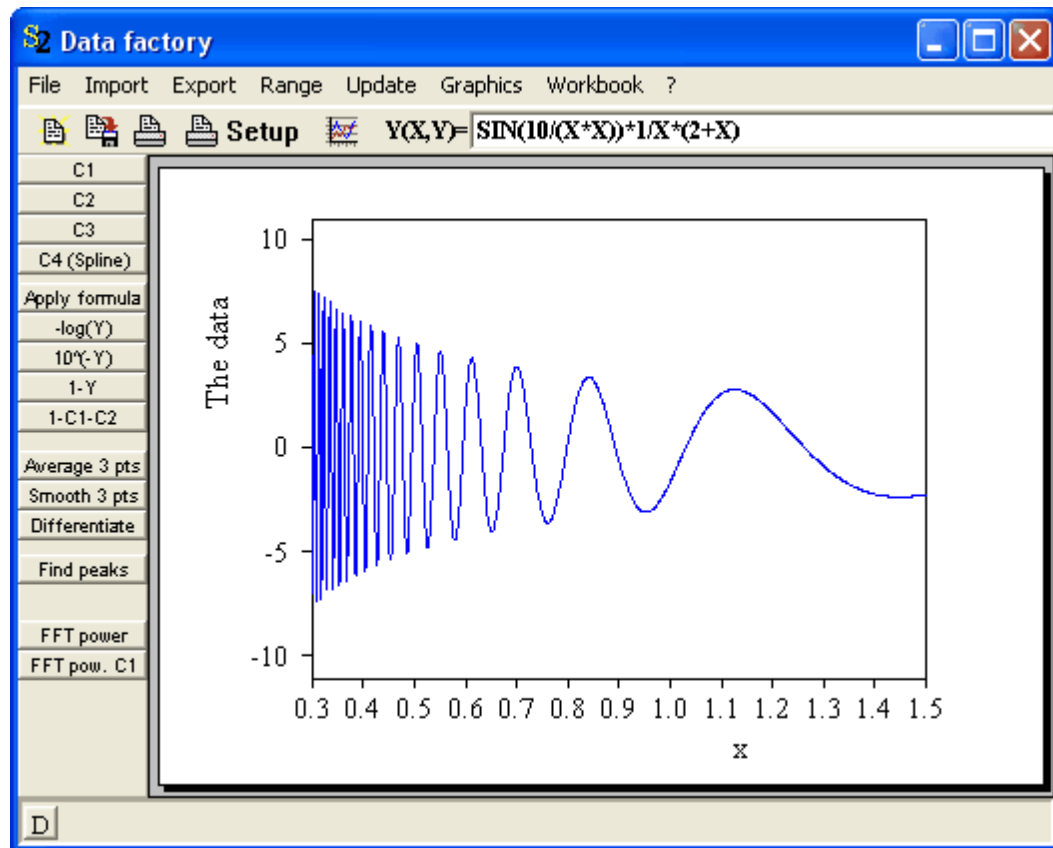 S2 Data factory
File Import Export Range Update Graphics Workbook ?
Setup Y(X,Y)= SIN(10/(X*X))*1/X*(2+X)
C1
C2
C3
C4 (Spline)
Apply formula
-log(Y)
10^(-Y)
1-Y
1-C1-C2
Average 3 pts
Smooth 3 pts
Differentiate
Find peaks
FFT power
FFT pow. C1
The data
10
5
0
-5
-10
0.3 0.4 0.5 0.6 0.7 0.8 0.9 1.0 1.1 1.2 1.3 1.4 1.5
x
D